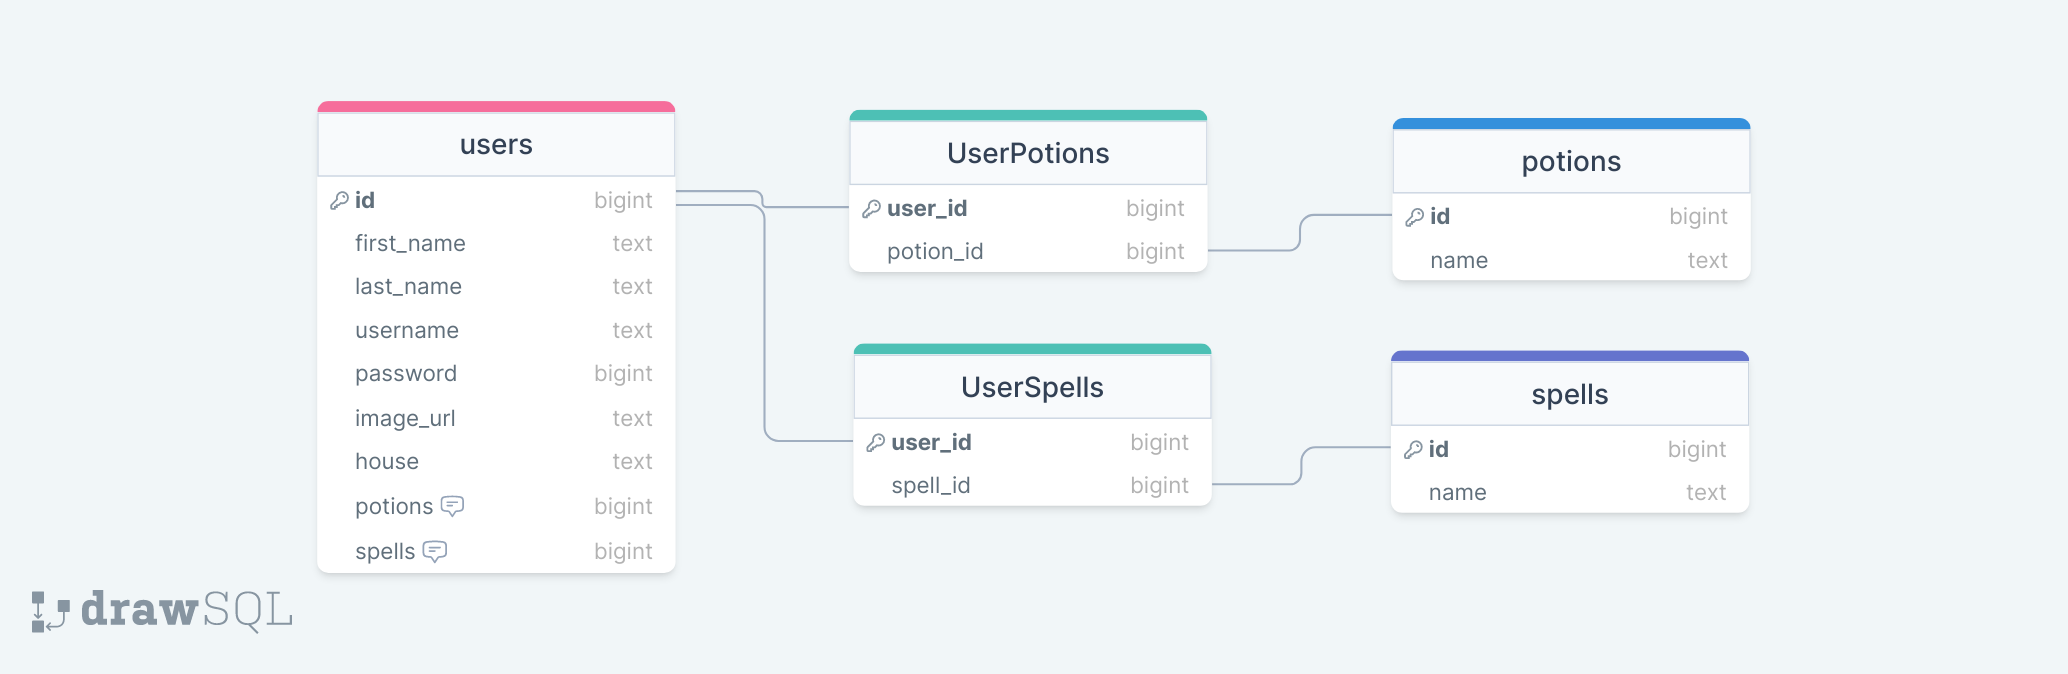 users
id bigint
first_name text
last_name text
username text
password bigint
image_url text
house text
potions bigint
spells bigint
UserPotions
user_id bigint
potion_id bigint
potions
id bigint
name text
UserSpells
user_id bigint
spell_id bigint
spells
id bigint
name text
drawSQL